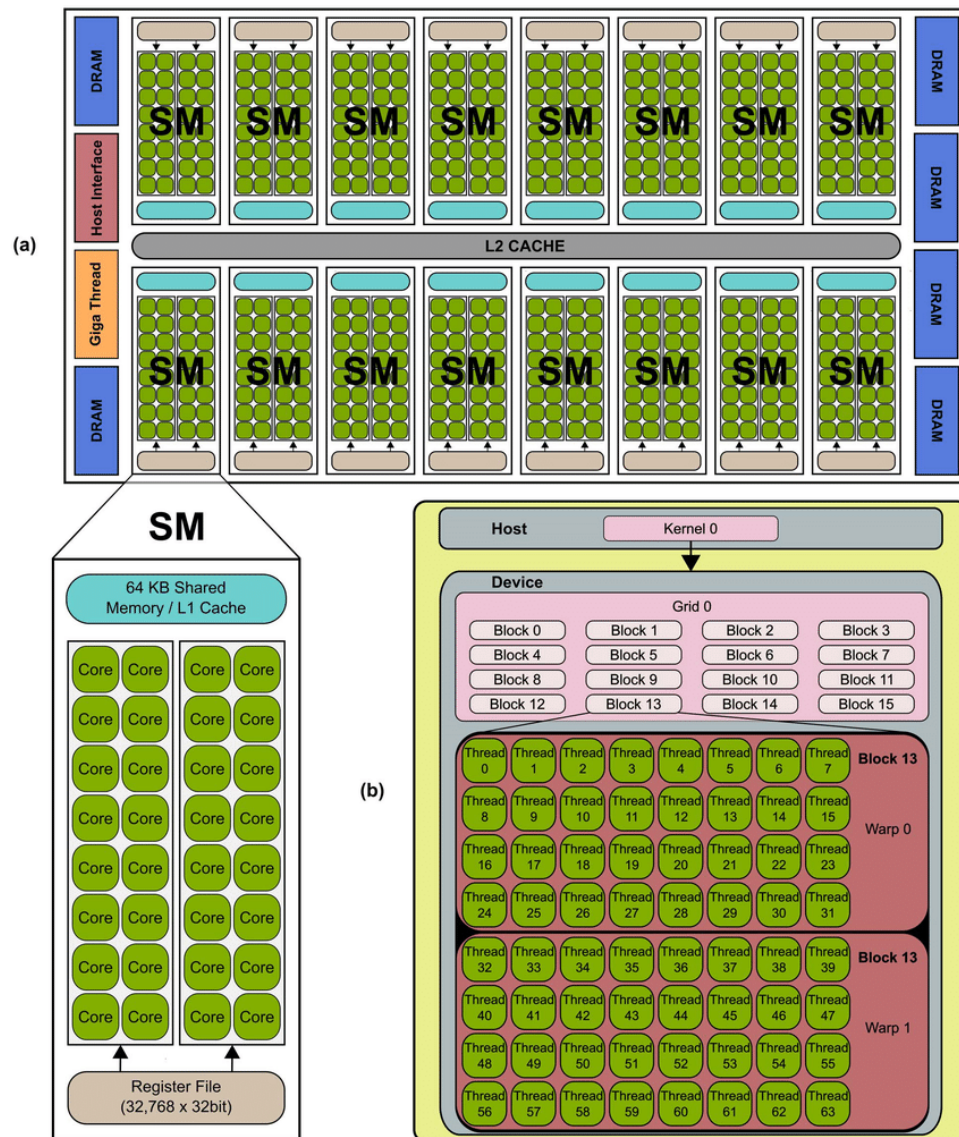 SM SM SM SM SM SM SM SM
DRAM
Host Interface
Giga Thread
DRAM
DRAM
DRAM
DRAM
DRAM
(a)
L2 CACHE
SM SM SM SM SM SM SM SM
SM
64 KB Shared
Memory / L1 Cache
Core Core Core Core
Core Core Core Core
Core Core Core Core
Core Core Core Core
Core Core Core Core
Core Core Core Core
Core Core Core Core
Core Core Core Core
Register File
(32,768 x 32bit)
(b)
Host
Kernel 0
Device
Grid 0
Block 0 Block 1 Block 2 Block 3
Block 4 Block 5 Block 6 Block 7
Block 8 Block 9 Block 10 Block 11
Block 12 Block 13 Block 14 Block 15
Thread Thread Thread Thread Thread Thread Thread Thread
0 1 2 3 4 5 6 7
Block 13
Thread Thread Thread Thread Thread Thread Thread Thread
8 9 10 11 12 13 14 15
Warp 0
Thread Thread Thread Thread Thread Thread Thread Thread
16 17 18 19 20 21 22 23
Thread Thread Thread Thread Thread Thread Thread Thread
24 25 26 27 28 29 30 31
Thread Thread Thread Thread Thread Thread Thread Thread
32 33 34 35 36 37 38 39
Block 13
Thread Thread Thread Thread Thread Thread Thread Thread
40 41 42 43 44 45 46 47
Warp 1
Thread Thread Thread Thread Thread Thread Thread Thread
48 49 50 51 52 53 54 55
Thread Thread Thread Thread Thread Thread Thread Thread
56 57 58 59 60 61 62 63